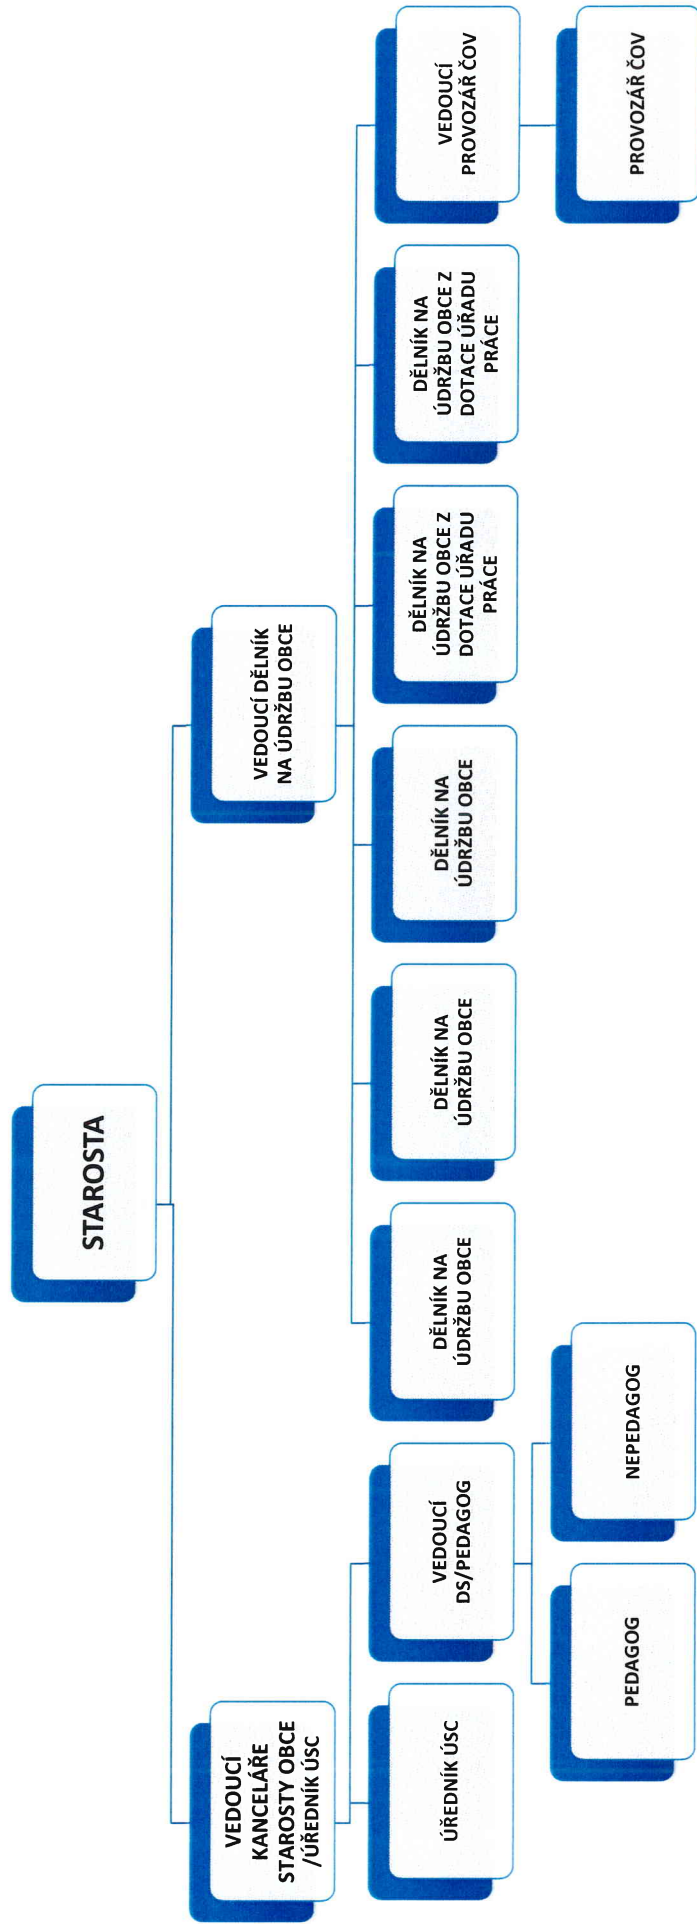 STAROSTA
VEDOUCÍ
KANCELÁŘE
STAROSTY OBCE
/ÚŘEDNÍK ÚSC
VEDOUCÍ DĚLNÍK
NA ÚDRŽBU OBCE
ÚŘEDNÍK ÚSC
VEDOUCÍ
DS/PEDAGOG
DĚLNÍK NA
ÚDRŽBU OBCE
DĚLNÍK NA
ÚDRŽBU OBCE
DĚLNÍK NA
ÚDRŽBU OBCE
DĚLNÍK NA
ÚDRŽBU OBCE Z
DOTACE ÚŘADU
PRÁCE
DĚLNÍK NA
ÚDRŽBU OBCE Z
DOTACE ÚŘADU
PRÁCE
VEDOUCÍ
PROVOZÁŘ ČOV
PEDAGOG
NEPEDAGOG
PROVOZÁŘ ČOV